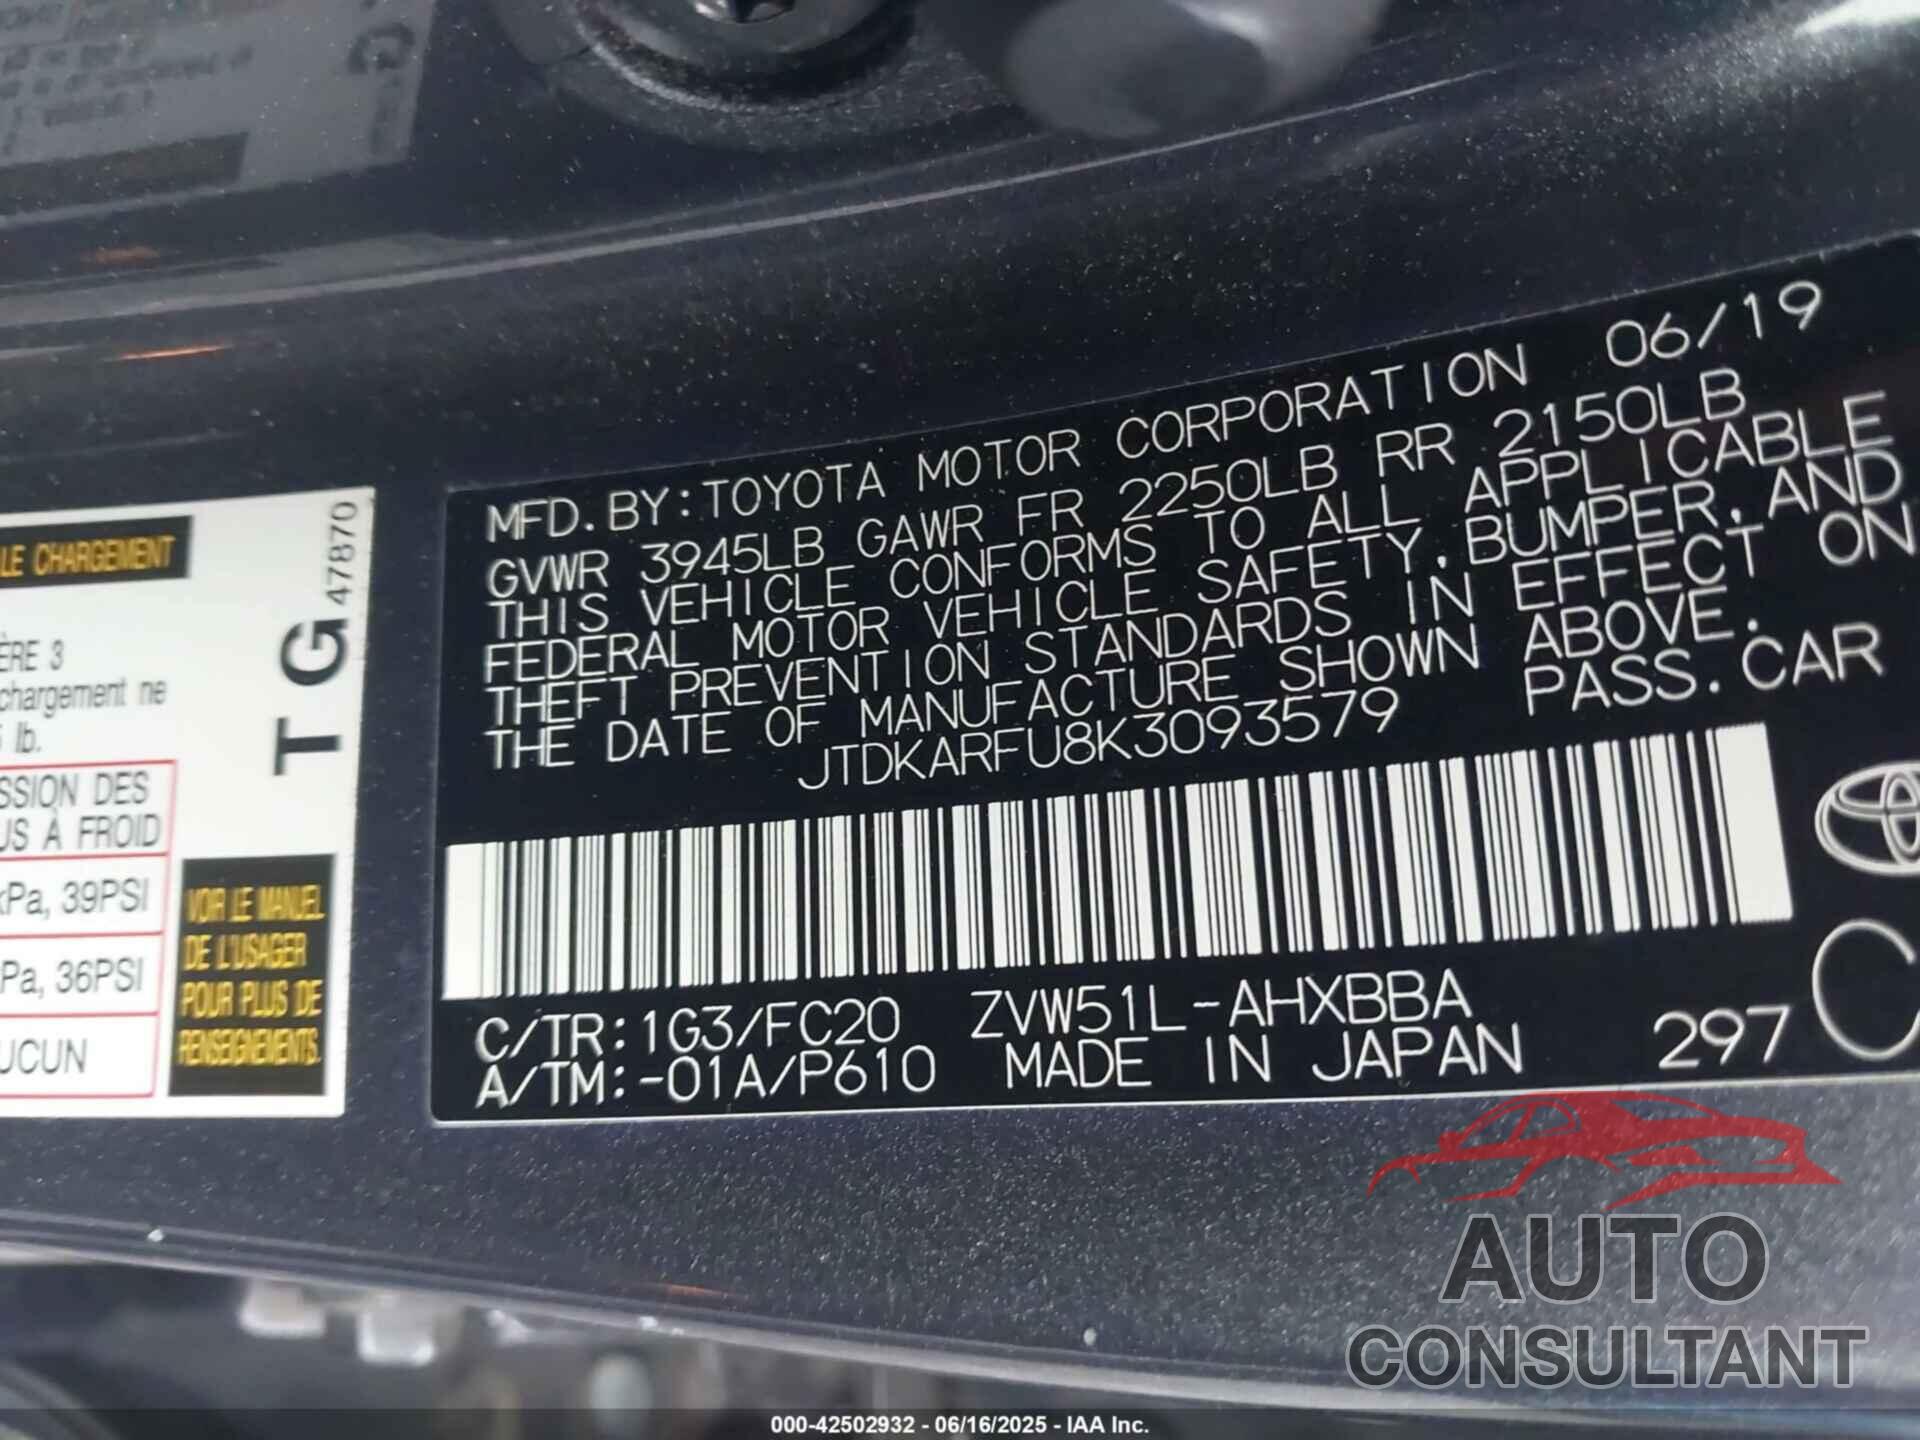 LE CHARGEMENT
ÈRE 3
chargement ne
lb.
SSION DES
US À FROID
kPa, 39PSI
Pa, 36PSI
UCUN
T G 47870
VOIR LE MANUEL
DE L'USAGER
POUR PLUS DE
RENSEIGNEMENTS.
MFD. BY: TOYOTA MOTOR CORPORATION 06/19
GVWR 3945LB GAWR FR 2250LB RR 2150LB
THIS VEHICLE CONFORMS TO ALL APPLICABLE
FEDERAL MOTOR VEHICLE SAFETY, BUMPER, AND
THEFT PREVENTION STANDARDS IN EFFECT ON
THE DATE OF MANUFACTURE SHOWN ABOVE.
JTDKARFU8K3093579 PASS. CAR
C/TR: 1G3/FC20 ZVW51L-AHXBBA
A/TM: -01A/P610 MADE IN JAPAN 297 C
AUTO
CONSULTANT
000-42502932 - 06/16/2025 - IAA Inc.